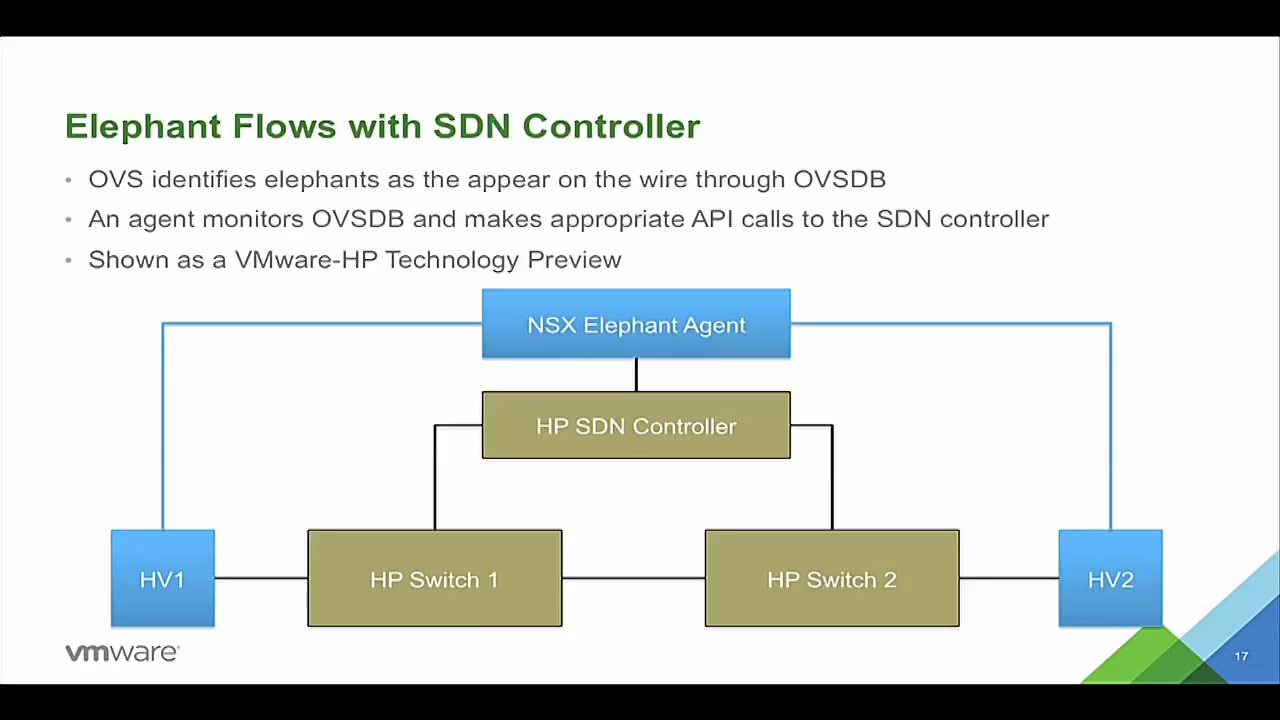 Elephant Flows with SDN Controller
• OVS identifies elephants as the appear on the wire through OVSDB
• An agent monitors OVSDB and makes appropriate API calls to the SDN controller
• Shown as a VMware-HP Technology Preview
NSX Elephant Agent
HP SDN Controller
HV1
HP Switch 1
HP Switch 2
HV2
vmware
17